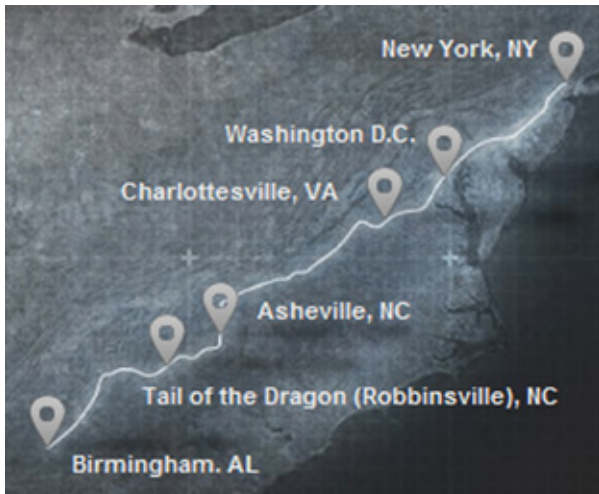 New York, NY
Washington D.C.
Charlottesville, VA
Asheville, NC
Tail of the Dragon (Robbinsville), NC
Birmingham. AL